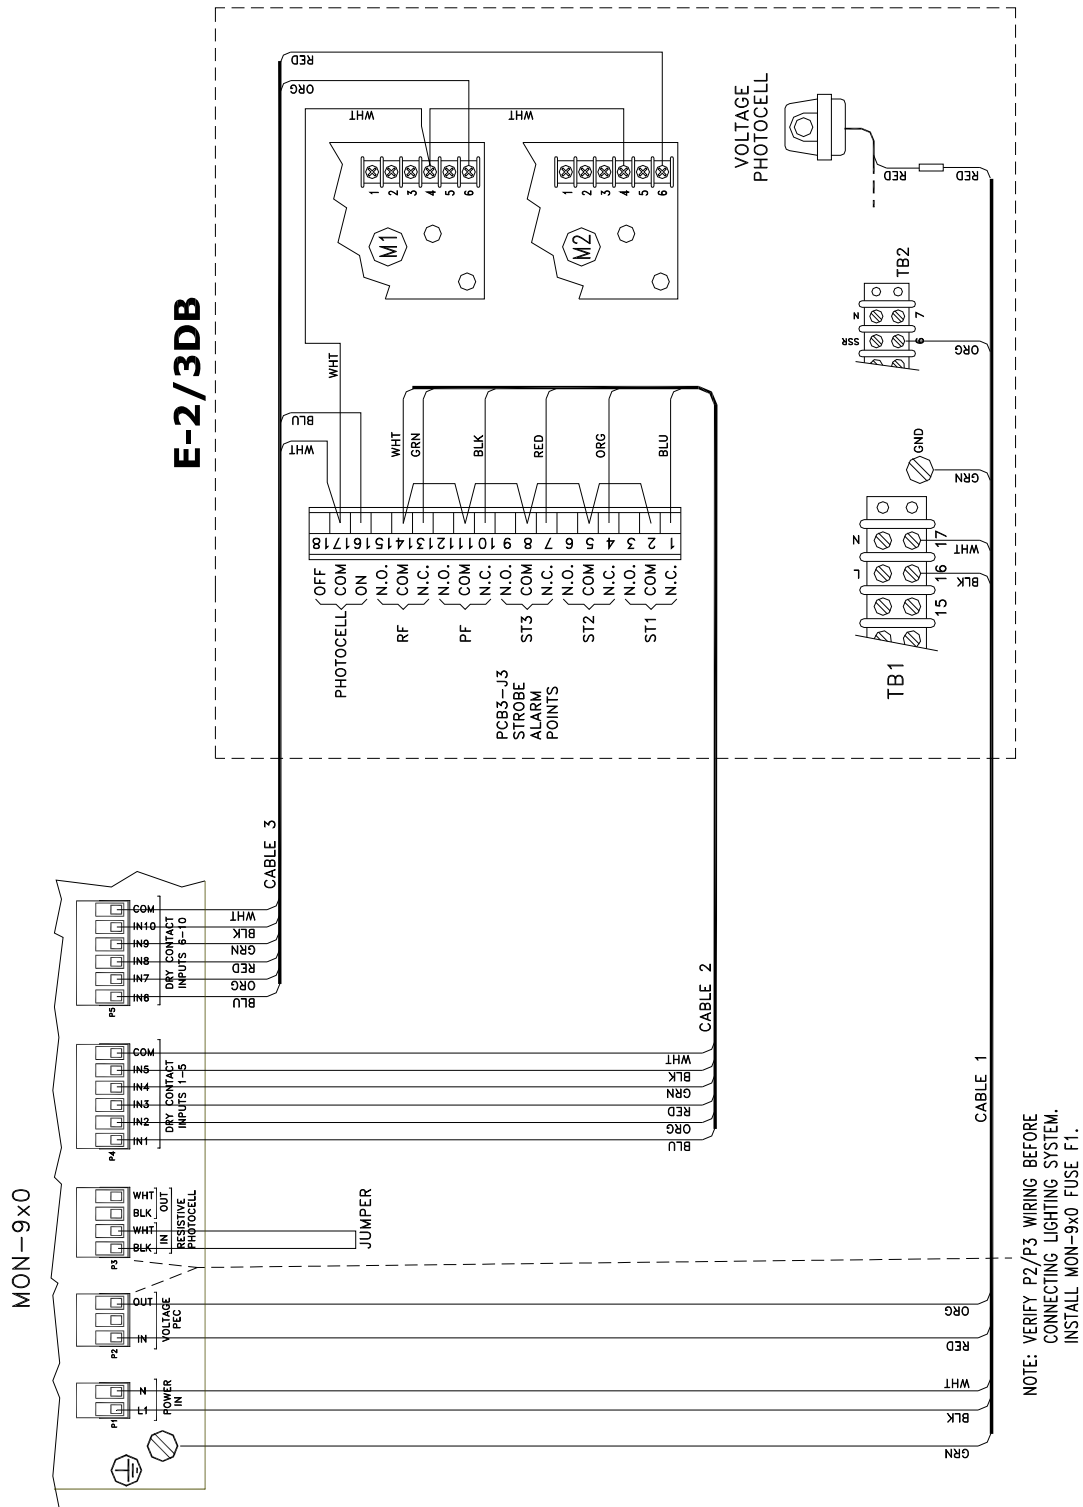 E-2/3DB
RED
ORG
WHT
WHT
1
2
3
4
5
6
M1
1
2
3
4
5
6
M2
VOLTAGE
PHOTOCELL
RED
RED
TB2
N
7
SSR
6
ORG
WHT
BLU
WHT
WHT
GRN
BLK
RED
ORG
BLU
GND
GRN
18
17
16
15
14
13
12
11
10
9
8
7
6
5
4
3
2
1
OFF
COM
ON
N.O.
COM
N.C.
N.O.
COM
N.C.
N.O.
COM
N.C.
N.O.
COM
N.C.
N.O.
COM
N.C.
PHOTOCELL
RF
PF
ST3
ST2
ST1
PCB3-J3
STROBE
ALARM
POINTS
N
17
WHT
L
16
BLK
15
TB1
CABLE 3
CABLE 2
CABLE 1
MON-9x0
COM
IN10
IN9
IN8
IN7
IN6
DRY CONTACT
INPUTS 6-10
P5
WHT
BLK
GRN
RED
ORG
BLU
COM
IN5
IN4
IN3
IN2
IN1
DRY CONTACT
INPUTS 1-5
P4
WHT
BLK
GRN
RED
ORG
BLU
WHT
BLK
WHT
BLK
OUT
IN
RESISTIVE
PHOTOCELL
P3
JUMPER
OUT
IN
VOLTAGE
PEC
P2
ORG
RED
N
L1
POWER
IN
P1
WHT
BLK
GRN
NOTE: VERIFY P2/P3 WIRING BEFORE
CONNECTING LIGHTING SYSTEM.
INSTALL MON-9x0 FUSE F1.